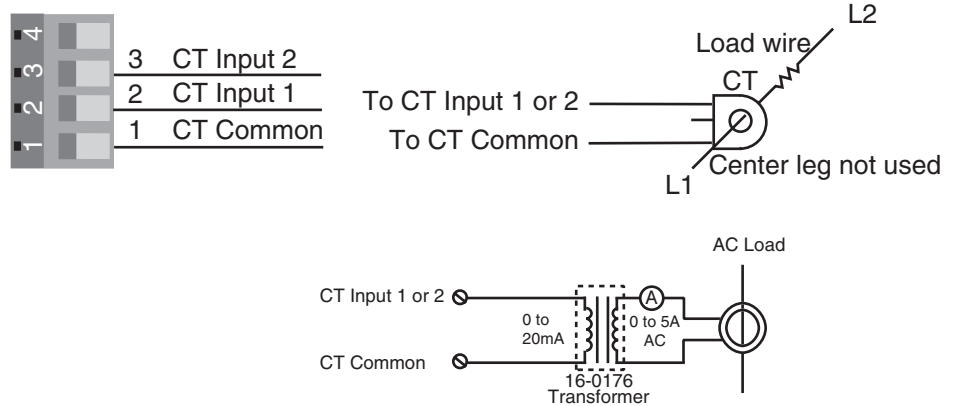 4
3
2
1
3 CT Input 2
2 CT Input 1
1 CT Common
L2
Load wire
CT
To CT Input 1 or 2
To CT Common
Center leg not used
L1
AC Load
CT Input 1 or 2
A
0 to
20mA
0 to 5A
AC
CT Common
16-0176
Transformer